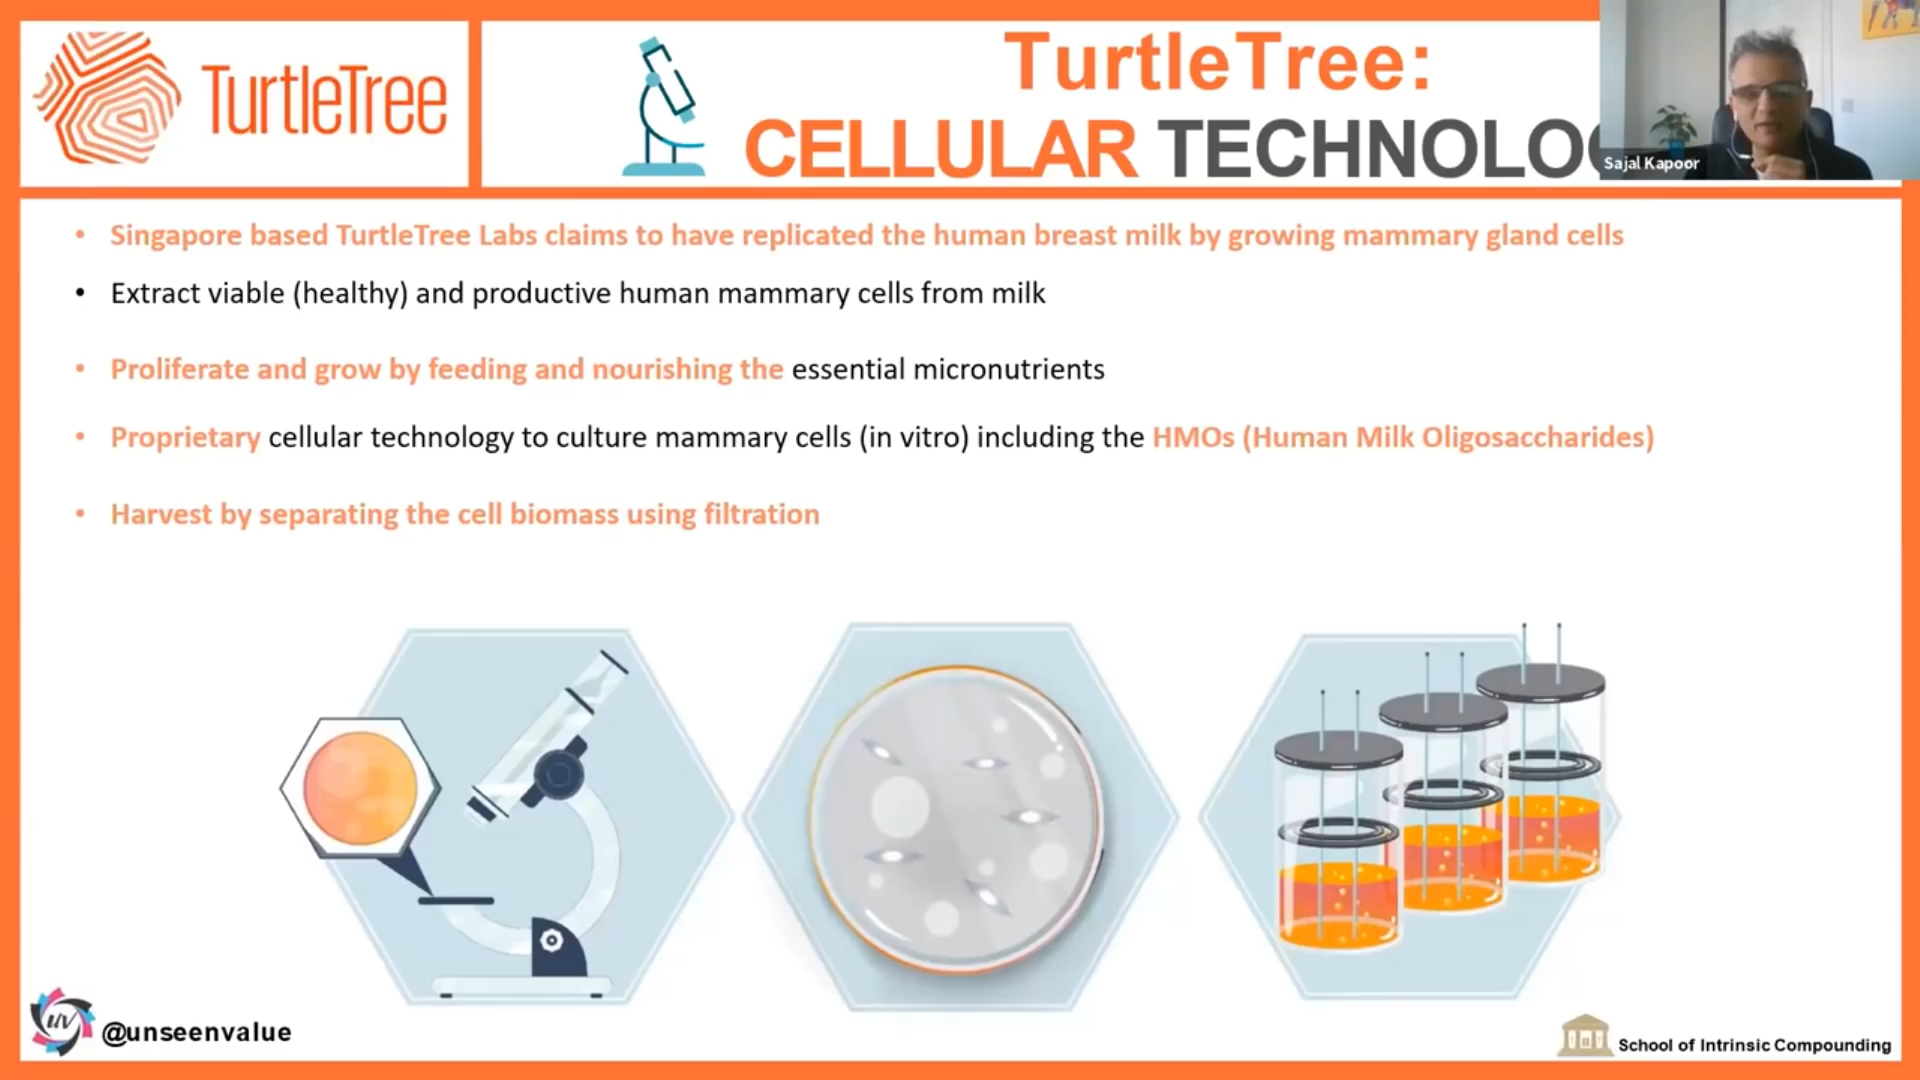 TurtleTree
TurtleTree:
CELLULAR TECHNOLO
Sajal Kapoor
• Singapore based TurtleTree Labs claims to have replicated the human breast milk by growing mammary gland cells
• Extract viable (healthy) and productive human mammary cells from milk
• Proliferate and grow by feeding and nourishing the essential micronutrients
• Proprietary cellular technology to culture mammary cells (in vitro) including the HMOs (Human Milk Oligosaccharides)
• Harvest by separating the cell biomass using filtration
UV
@unseenvalue
School of Intrinsic Compounding